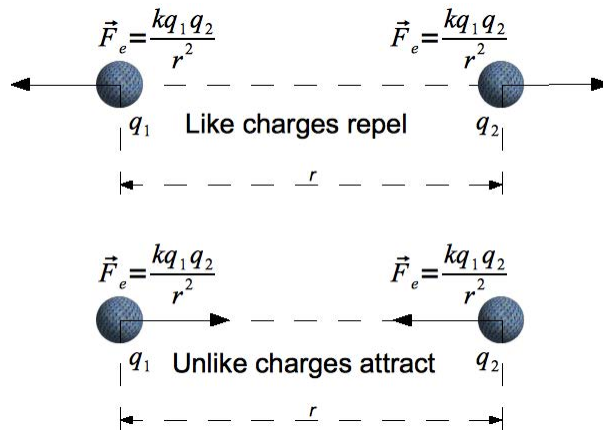 F⃗e = kq1q2/r² F⃗e = kq1q2/r²
q1 Like charges repel q2
r
F⃗e = kq1q2/r² F⃗e = kq1q2/r²
q1 Unlike charges attract q2
r